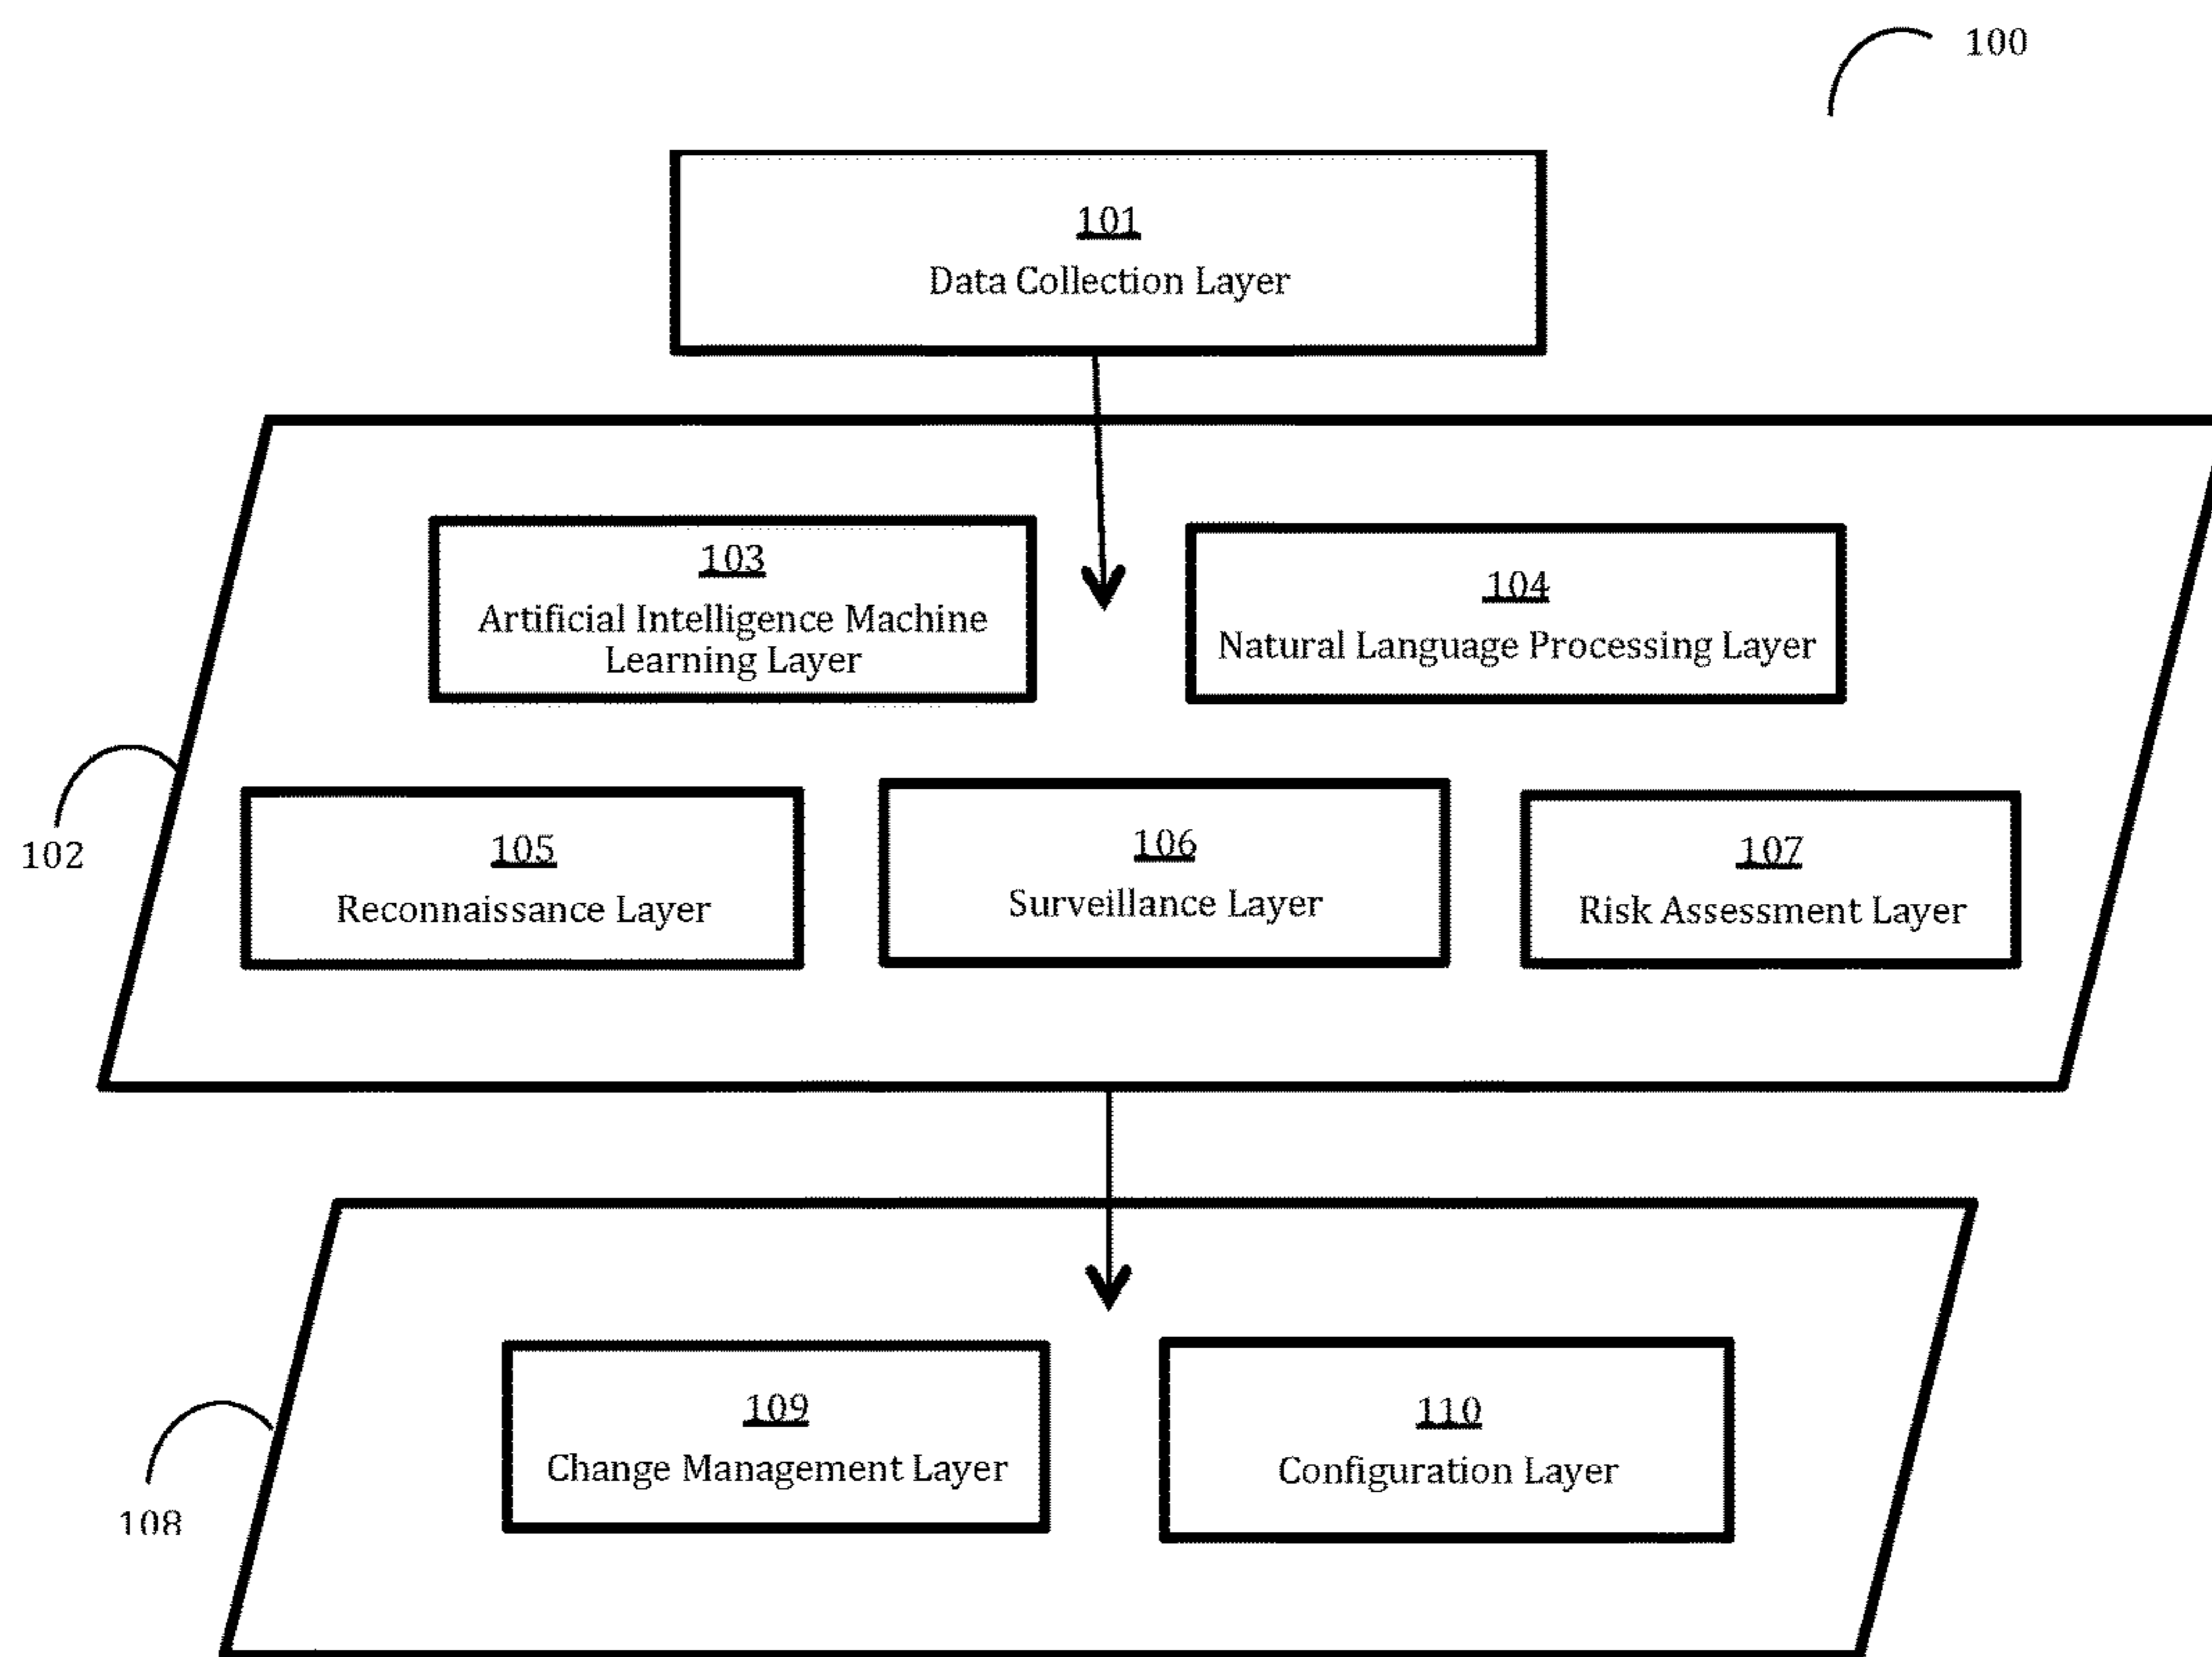 100
101
Data Collection Layer
103
Artificial Intelligence Machine
Learning Layer
104
Natural Language Processing Layer
102
105
Reconnaissance Layer
106
Surveillance Layer
107
Risk Assessment Layer
108
109
Change Management Layer
110
Configuration Layer